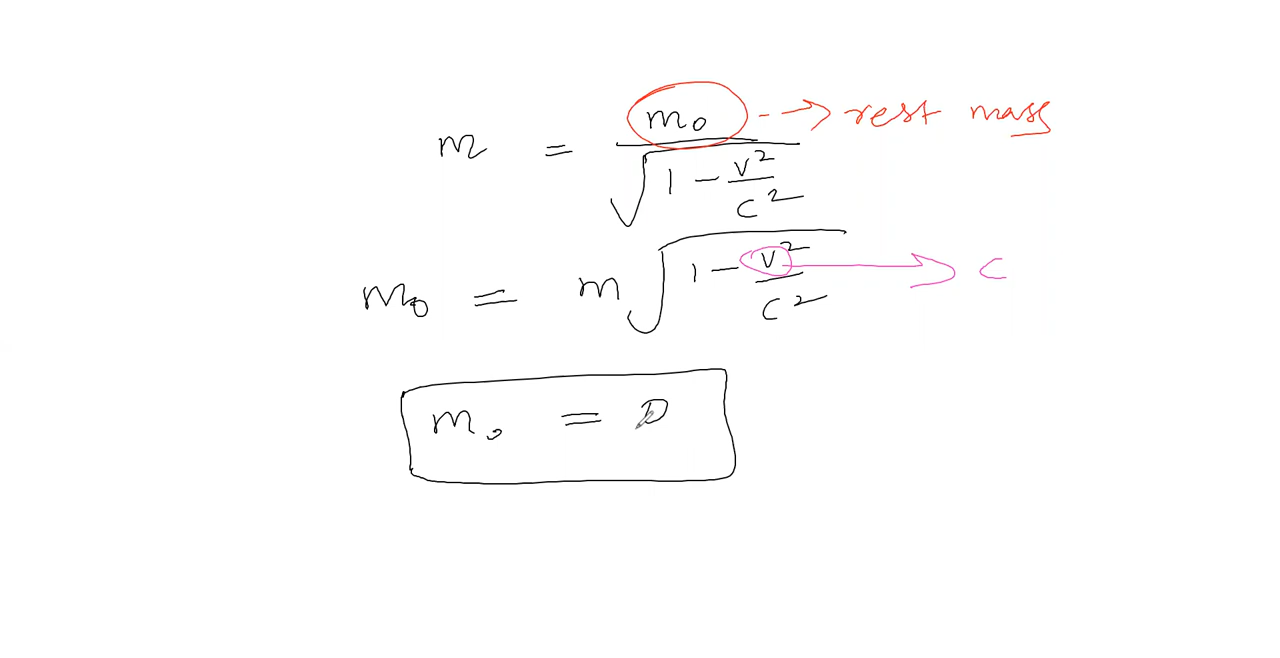 m = m₀ / √(1 − v²/c²) --> rest mass
m₀ = m √(1 − v²/c²) → c
m₀ = 0